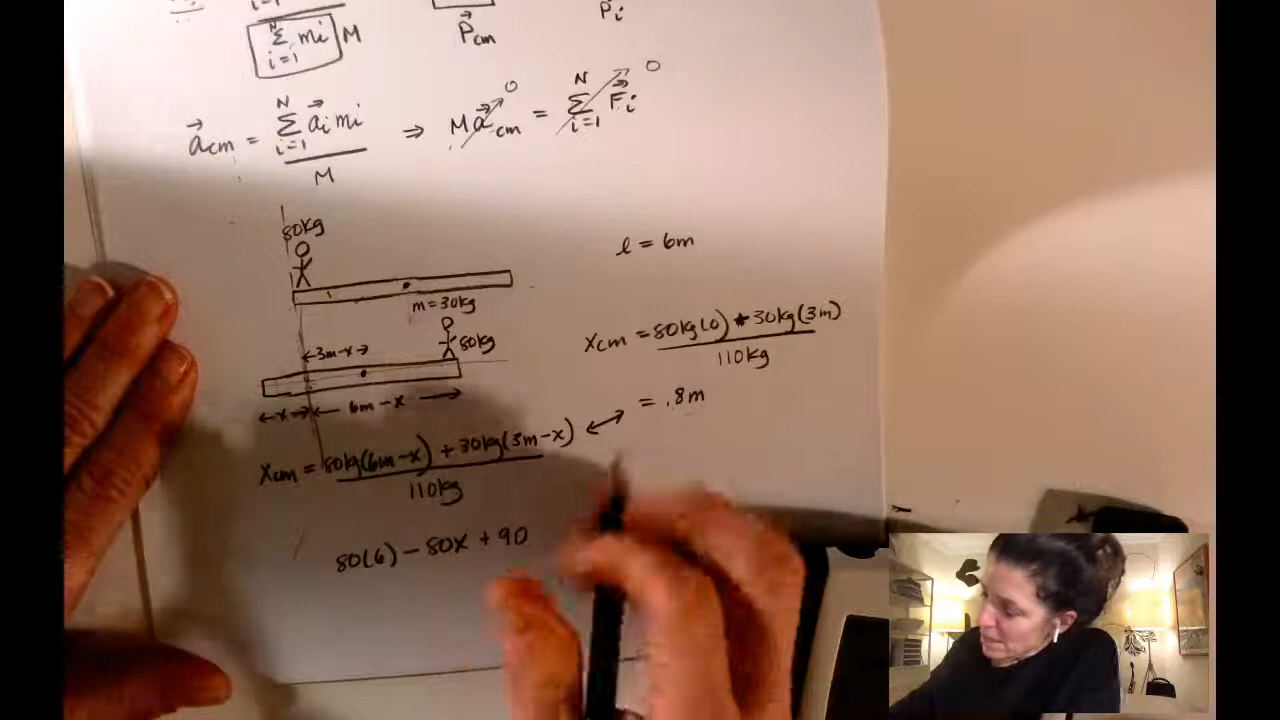 i=1
N Σ i=1 mi M
P⃗cm
P⃗i
a⃗cm = N Σ i=1 a⃗i mi / M ⇒ M a⃗cm 0 = N Σ i=1 F⃗i 0
80kg
l = 6m
m=30kg
80kg
xcm = 80kg(0) + 30kg(3m) / 110kg
←3m-x→
←x→ ← 6m-x →
= .8m
xcm = 80kg(6m-x) + 30kg(3m-x) / 110kg ↔
80(6) - 80x + 90